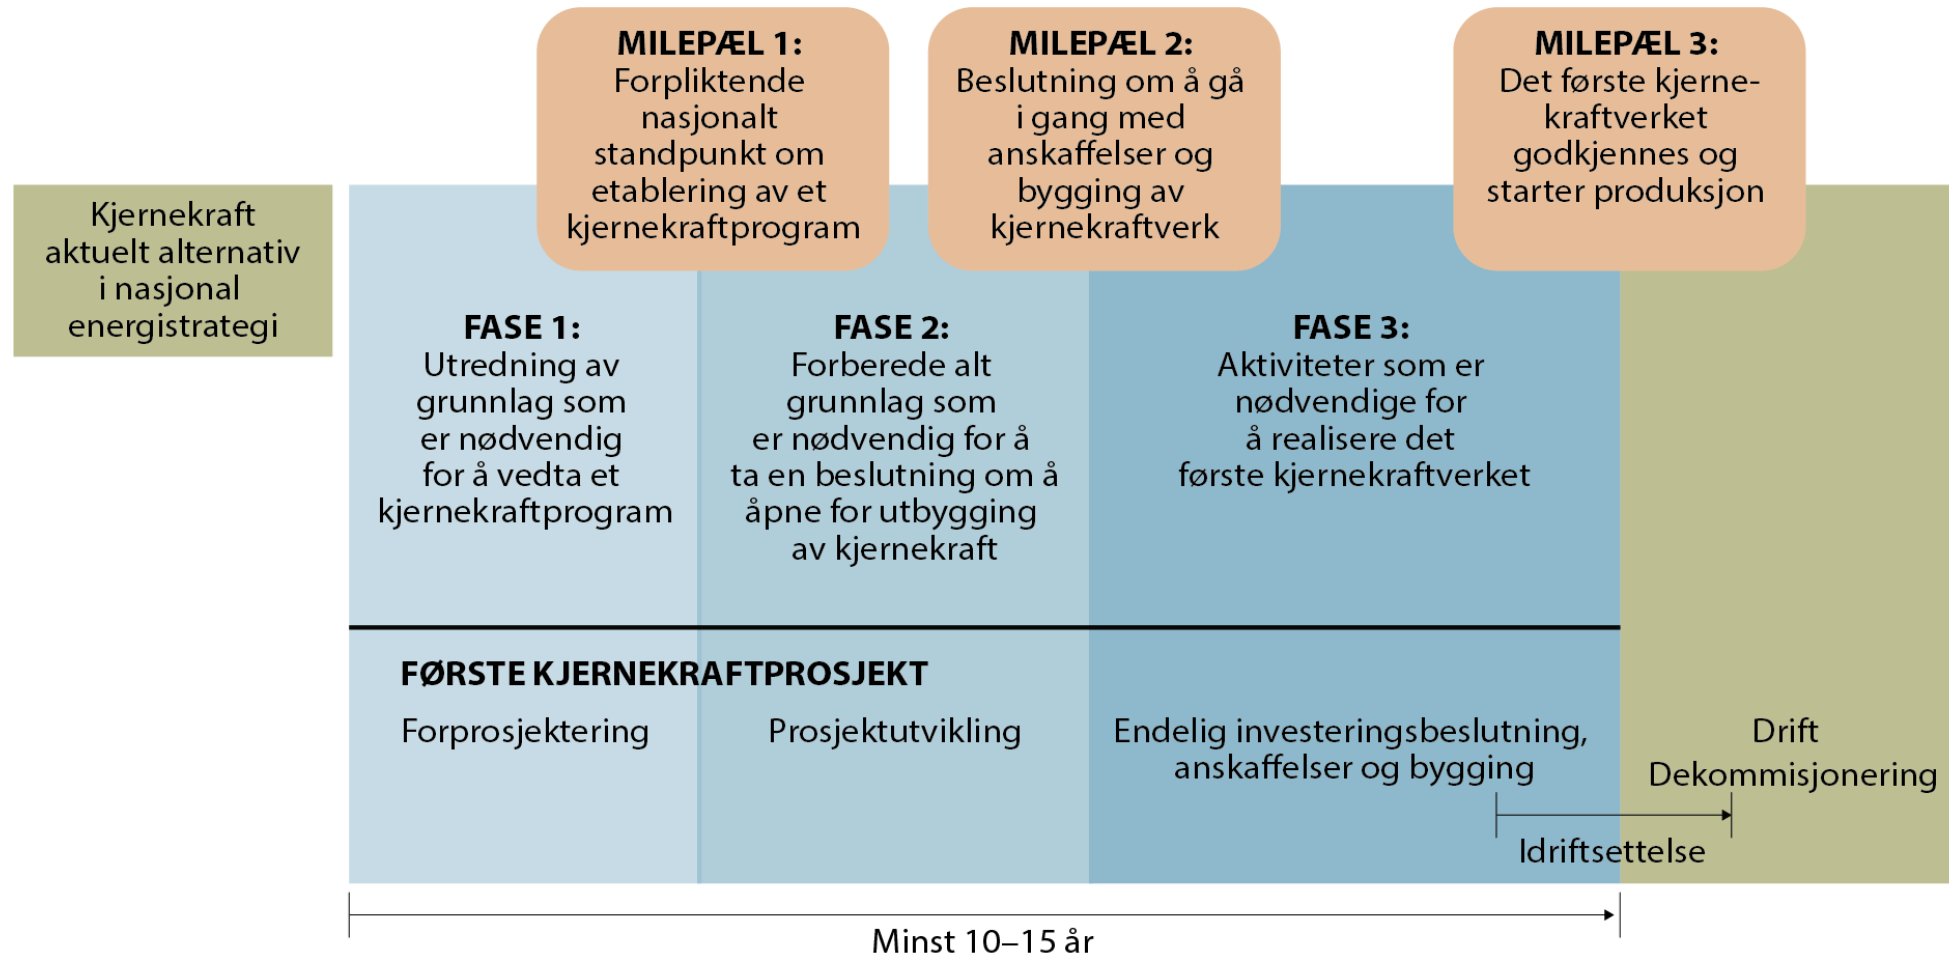 MILEPÆL 1:
Forpliktende
nasjonalt
standpunkt om
etablering av et
kjernekraftprogram
MILEPÆL 2:
Beslutning om å gå
i gang med
anskaffelser og
bygging av
kjernekraftverk
MILEPÆL 3:
Det første kjerne-
kraftverket
godkjennes og
starter produksjon
Kjernekraft
aktuelt alternativ
i nasjonal
energistrategi
FASE 1:
Utredning av
grunnlag som
er nødvendig
for å vedta et
kjernekraftprogram
FASE 2:
Forberede alt
grunnlag som
er nødvendig for å
ta en beslutning om å
åpne for utbygging
av kjernekraft
FASE 3:
Aktiviteter som er
nødvendige for
å realisere det
første kjernekraftverket
FØRSTE KJERNEKRAFTPROSJEKT
Forprosjektering
Prosjektutvikling
Endelig investeringsbeslutning,
anskaffelser og bygging
Drift
Dekommisjonering
Idriftsettelse
Minst 10–15 år